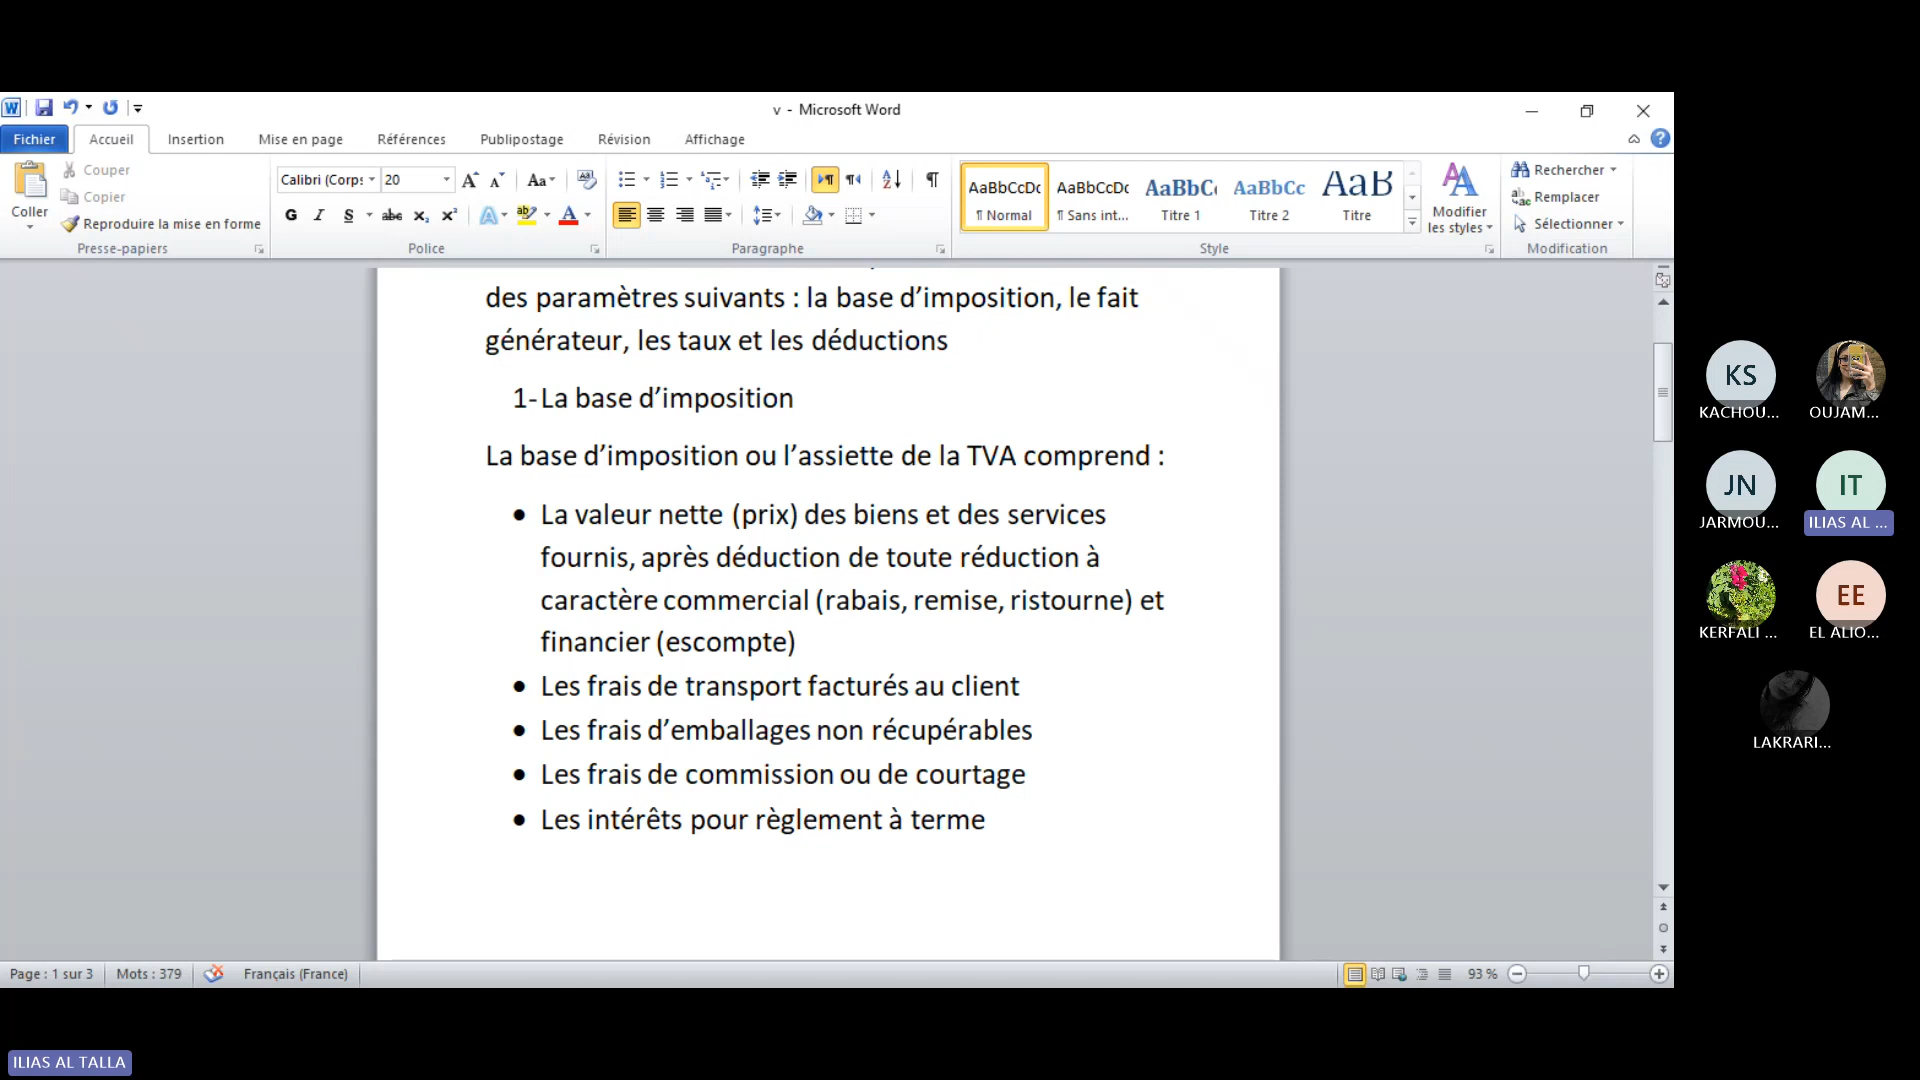 v - Microsoft Word
Fichier Accueil Insertion Mise en page Références Publipostage Révision Affichage
Coller
Couper
Copier
Reproduire la mise en forme
Presse-papiers
Calibri (Corps 20
G I S abc
Police
Paragraphe
AaBbCcDc AaBbCcDc AaBbC AaBbCc AaB
¶ Normal ¶ Sans int... Titre 1 Titre 2 Titre
Modifier
les styles
Style
Rechercher
Remplacer
Sélectionner
Modification
des paramètres suivants : la base d’imposition, le fait
générateur, les taux et les déductions
1- La base d’imposition
La base d’imposition ou l’assiette de la TVA comprend :
• La valeur nette (prix) des biens et des services
fournis, après déduction de toute réduction à
caractère commercial (rabais, remise, ristourne) et
financier (escompte)
• Les frais de transport facturés au client
• Les frais d’emballages non récupérables
• Les frais de commission ou de courtage
• Les intérêts pour règlement à terme
Page : 1 sur 3 Mots : 379 Français (France) 93 %
KS
KACHOU...
OUJAM...
JN
JARMOU...
IT
ILIAS AL ...
KERFALI ...
EE
EL ALIO...
LAKRARI...
ILIAS AL TALLA